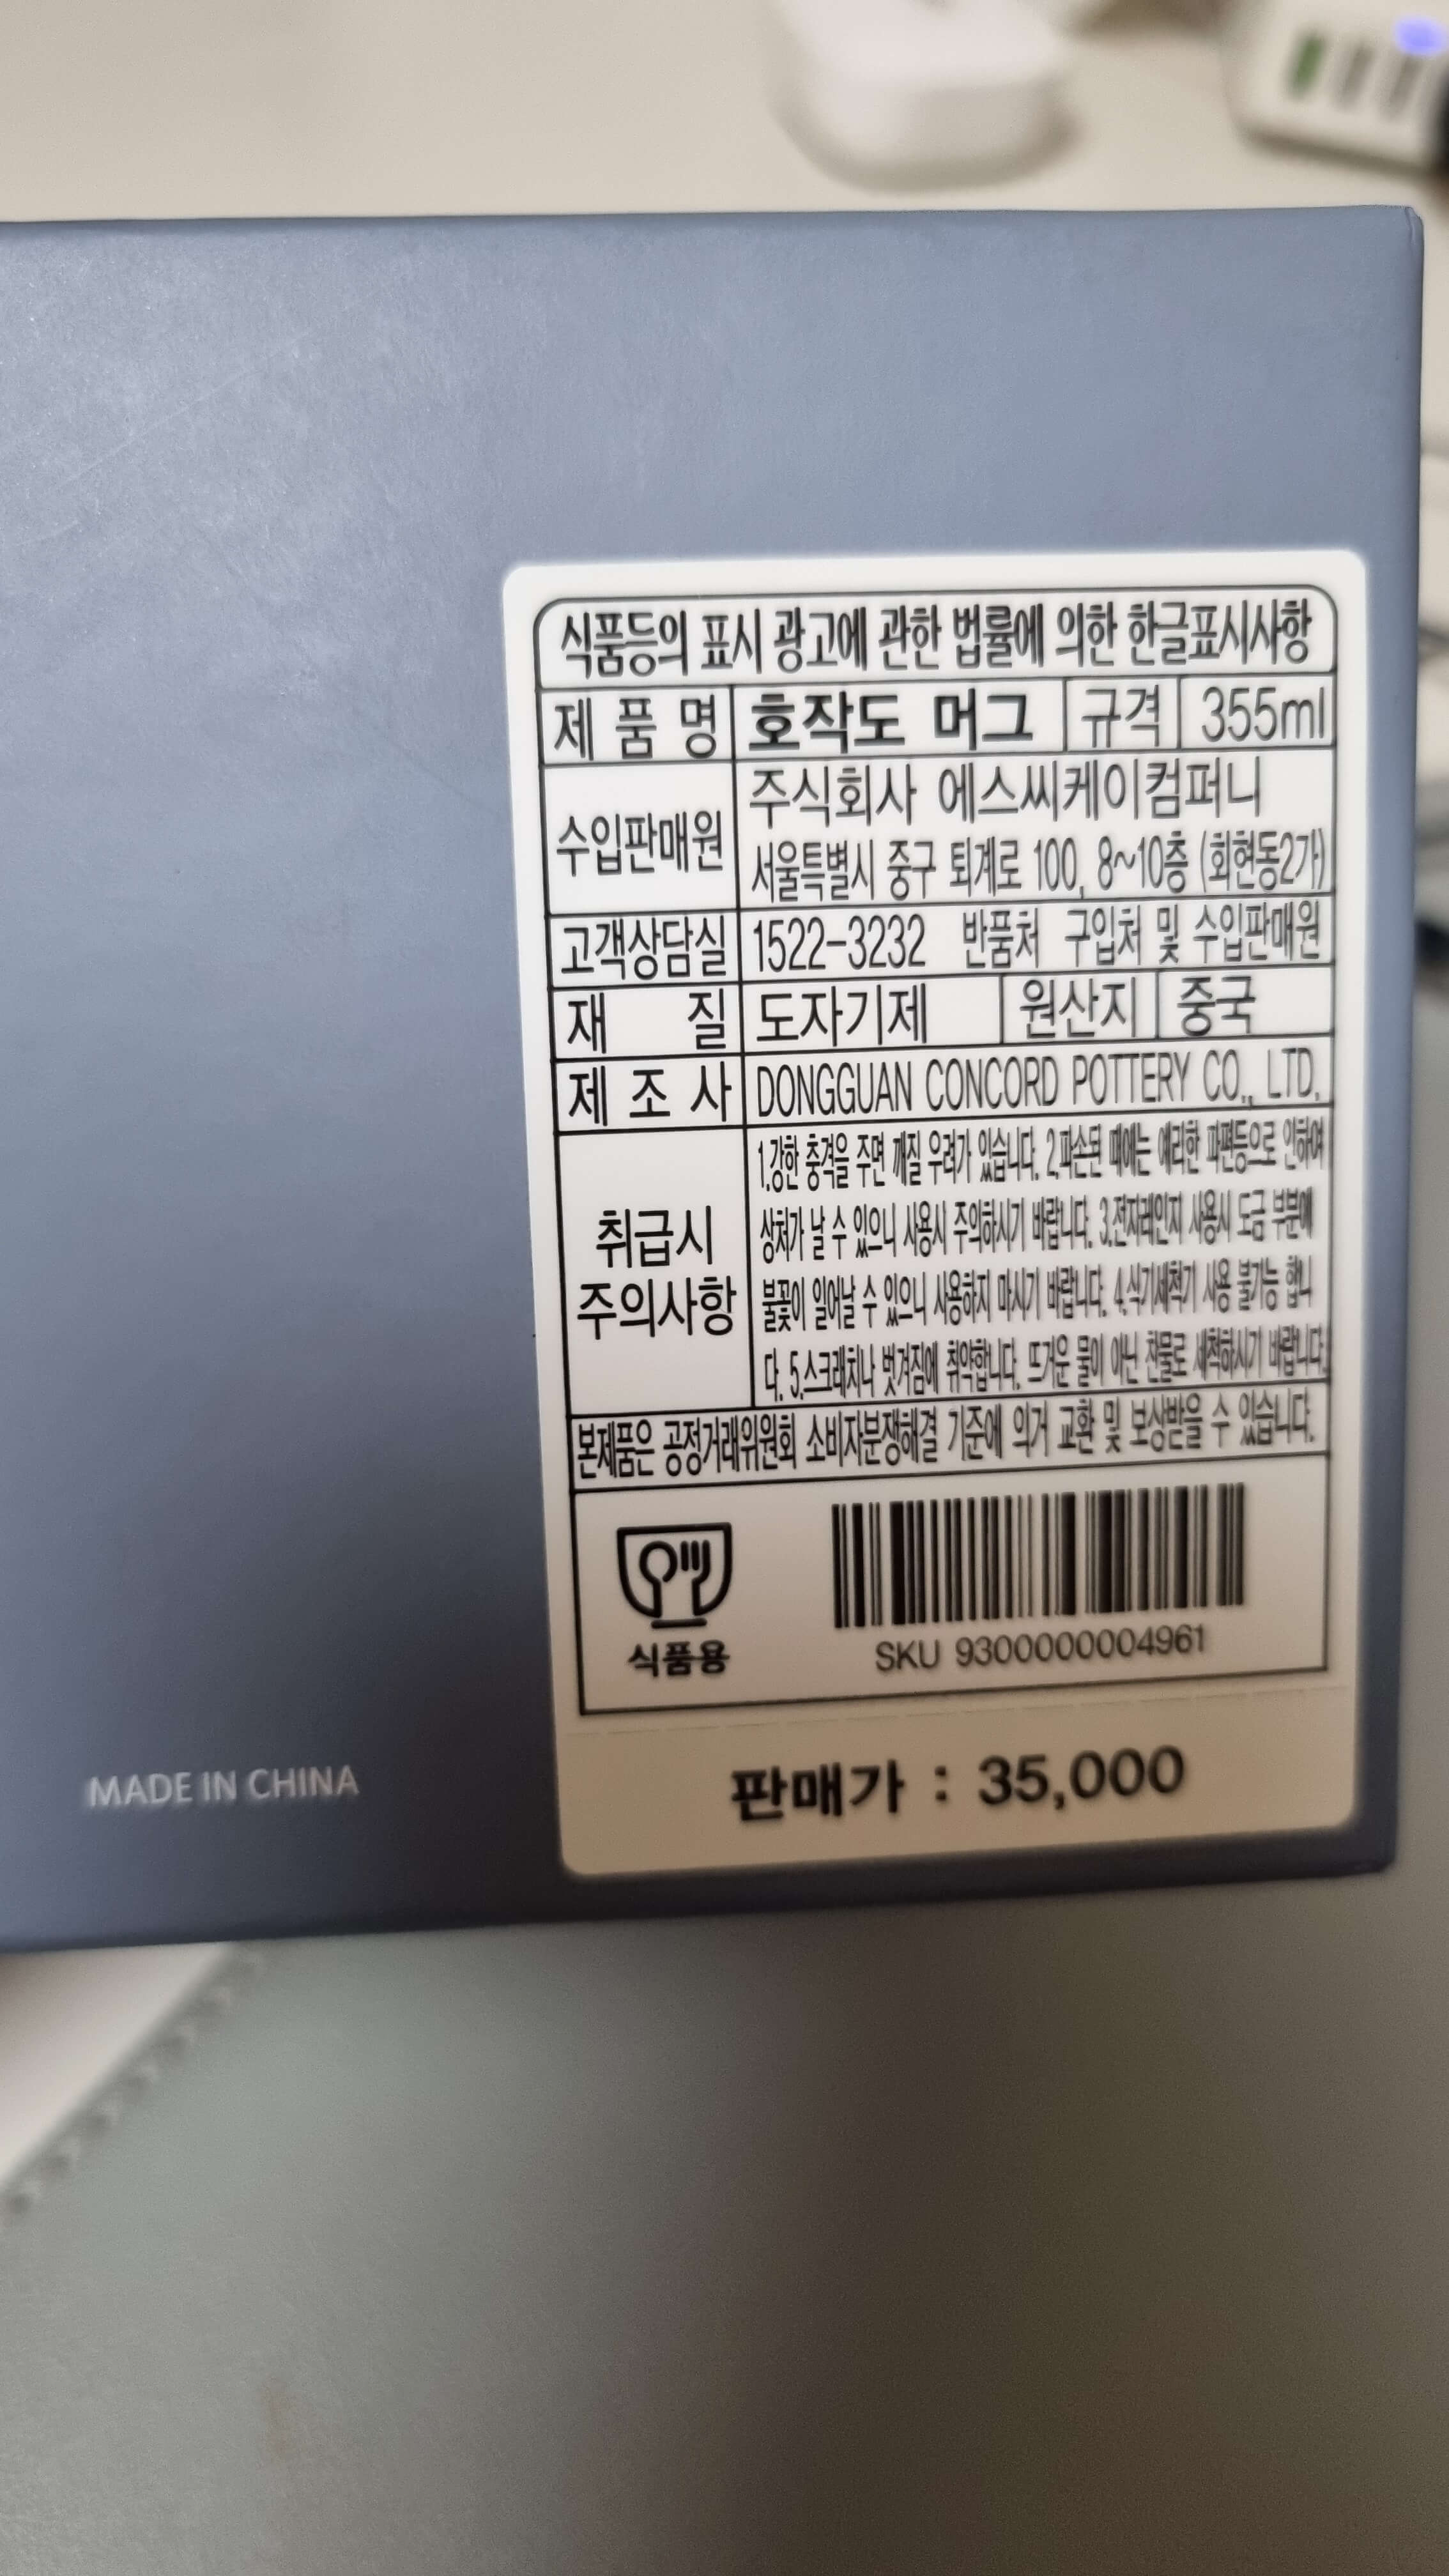 식품등의 표시 광고에 관한 법률에 의한 한글표시사항
제 품 명 호작도 머그 규격 355ml
수입판매원 주식회사 에스씨케이컴퍼니
서울특별시 중구 퇴계로 100, 8~10층 (회현동2가)
고객상담실 1522-3232 반품처 구입처 및 수입판매원
재 질 도자기제 원산지 중국
제 조 사 DONGGUAN CONCORD POTTERY CO., LTD.
취급시
주의사항
1.강한 충격을 주면 깨질 우려가 있습니다. 2.파손된 때에는 예리한 파편등으로 인하여
상처가 날 수 있으니 사용시 주의하시기 바랍니다. 3.전자레인지 사용시 도금 부분에
불꽃이 일어날 수 있으니 사용하지 마시기 바랍니다. 4.식기세척기 사용 불가능 합니
다. 5.스크래치나 벗겨짐에 취약합니다. 뜨거운 물이 아닌 찬물로 세척하시기 바랍니다.
본제품은 공정거래위원회 소비자분쟁해결 기준에 의거 교환 및 보상받을 수 있습니다.
식품용
SKU 9300000004961
판매가 : 35,000
MADE IN CHINA